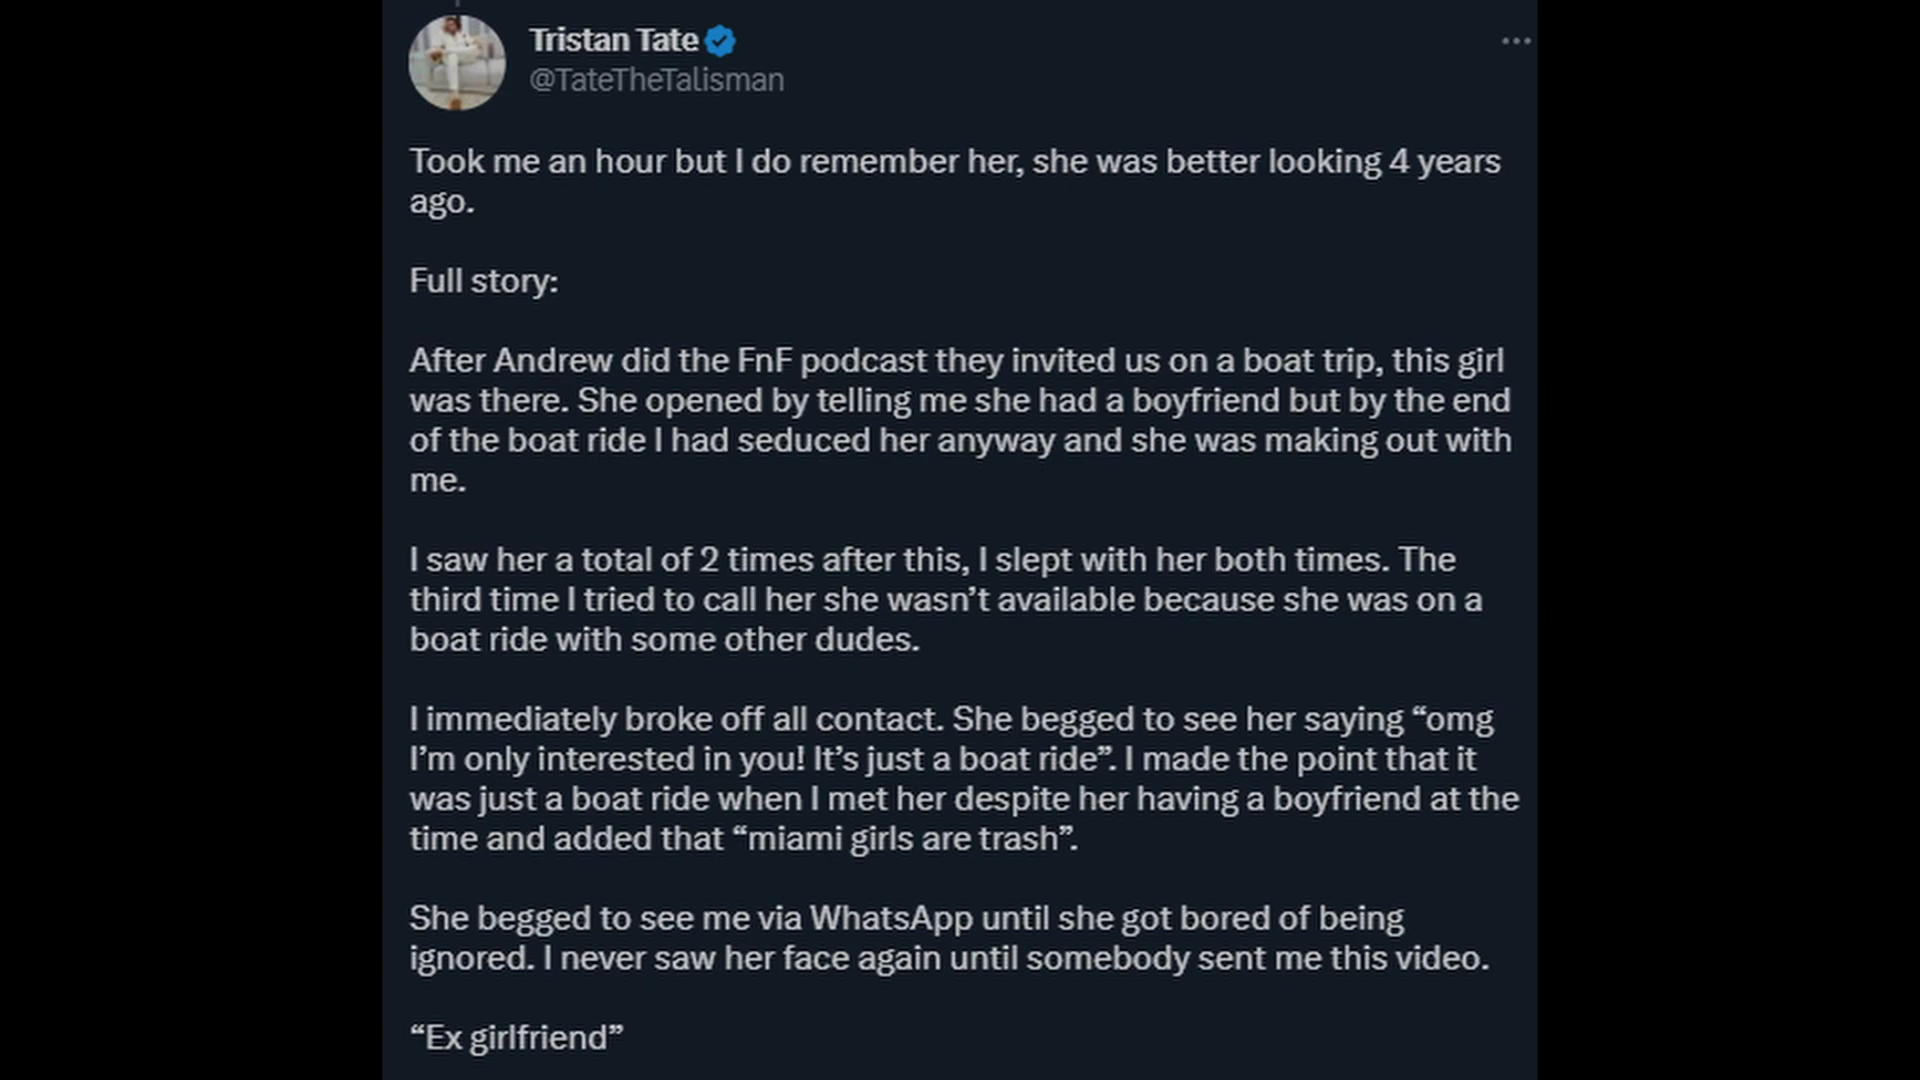 Tristan Tate
@TateTheTalisman
Took me an hour but I do remember her, she was better looking 4 years
ago.
Full story:
After Andrew did the FnF podcast they invited us on a boat trip, this girl
was there. She opened by telling me she had a boyfriend but by the end
of the boat ride I had seduced her anyway and she was making out with
me.
I saw her a total of 2 times after this, I slept with her both times. The
third time I tried to call her she wasn’t available because she was on a
boat ride with some other dudes.
I immediately broke off all contact. She begged to see her saying “omg
I’m only interested in you! It’s just a boat ride”. I made the point that it
was just a boat ride when I met her despite her having a boyfriend at the
time and added that “miami girls are trash”.
She begged to see me via WhatsApp until she got bored of being
ignored. I never saw her face again until somebody sent me this video.
“Ex girlfriend”